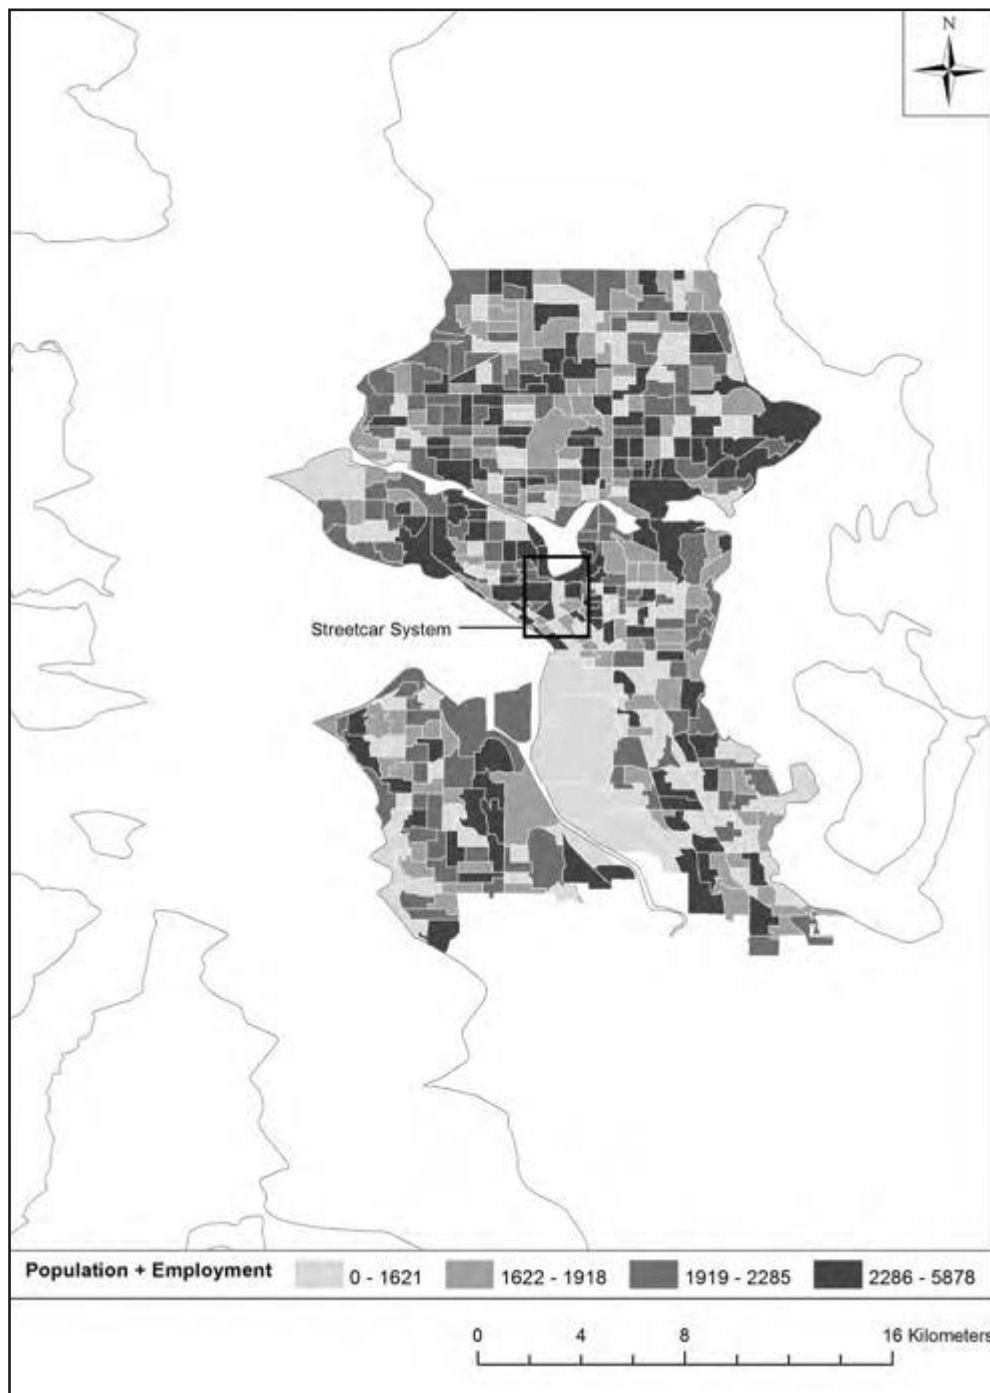 N
Streetcar System
Population + Employment 0 - 1621 1622 - 1918 1919 - 2285 2286 - 5878
0 4 8 16 Kilometers